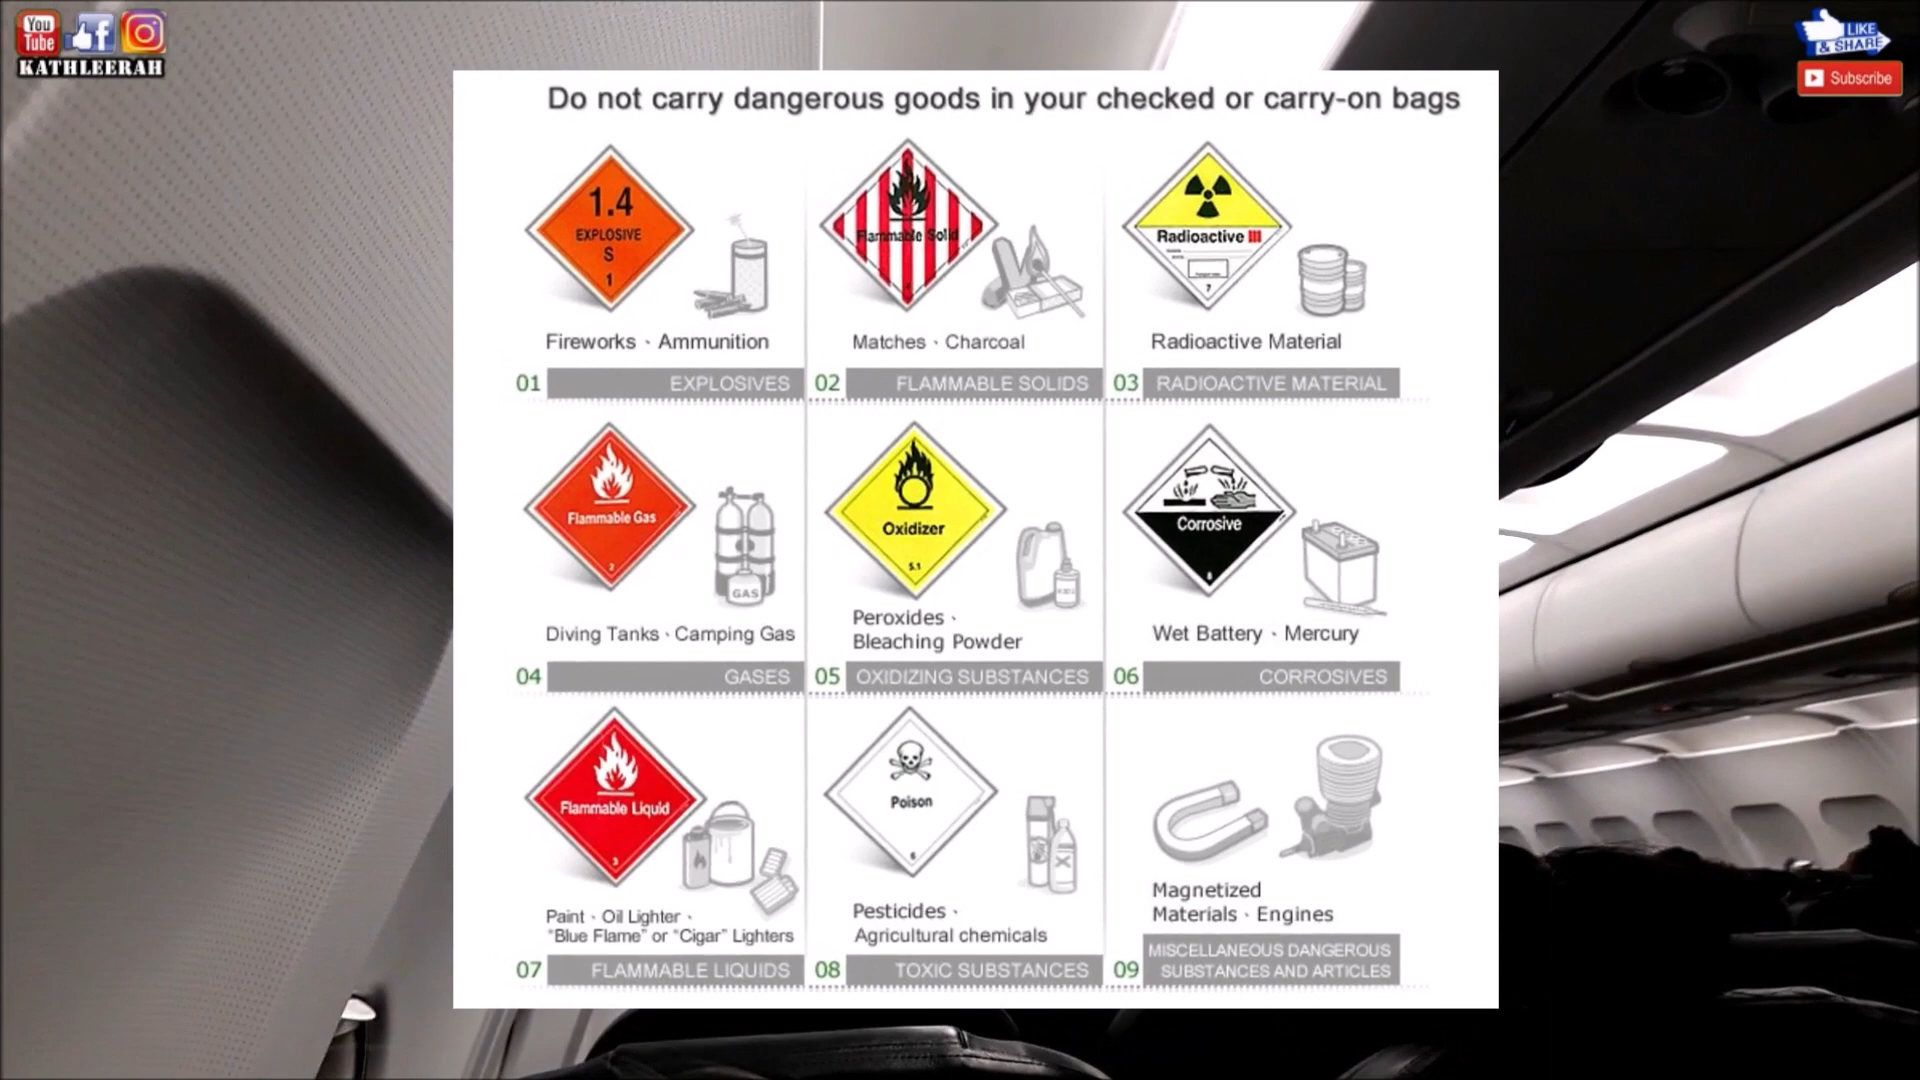 You
Tube
f
KATHLEERAH
LIKE
& SHARE
Subscribe
Do not carry dangerous goods in your checked or carry-on bags
1.4
EXPLOSIVE
S
1
Fireworks、Ammunition
01 EXPLOSIVES
Flammable Solid
Matches、Charcoal
02 FLAMMABLE SOLIDS
Radioactive III
7
Radioactive Material
03 RADIOACTIVE MATERIAL
Flammable Gas
2
GAS
Diving Tanks、Camping Gas
04 GASES
Oxidizer
5.1
Peroxides、
Bleaching Powder
05 OXIDIZING SUBSTANCES
Corrosive
8
Wet Battery、Mercury
06 CORROSIVES
Flammable Liquid
3
Paint、Oil Lighter、
"Blue Flame" or "Cigar" Lighters
07 FLAMMABLE LIQUIDS
Poison
6
Pesticides、
Agricultural chemicals
08 TOXIC SUBSTANCES
Magnetized
Materials、Engines
09 MISCELLANEOUS DANGEROUS
SUBSTANCES AND ARTICLES